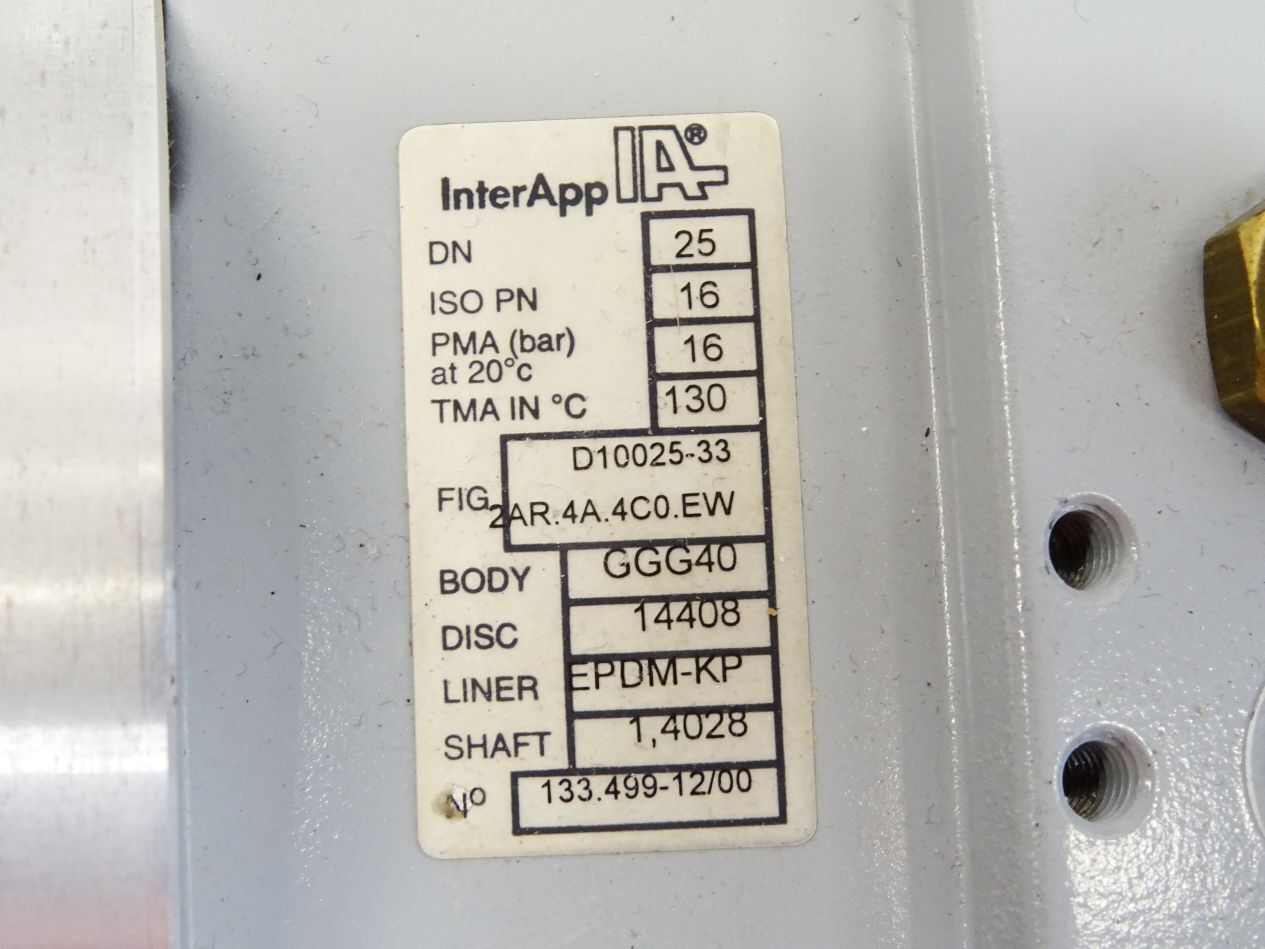 InterApp IA®
DN 25
ISO PN 16
PMA (bar) 16
at 20°c
TMA IN °C 130
D10025-33
FIG. 2AR.4A.4C0.EW
BODY GGG40
DISC 14408
LINER EPDM-KP
SHAFT 1,4028
Nº 133.499-12/00